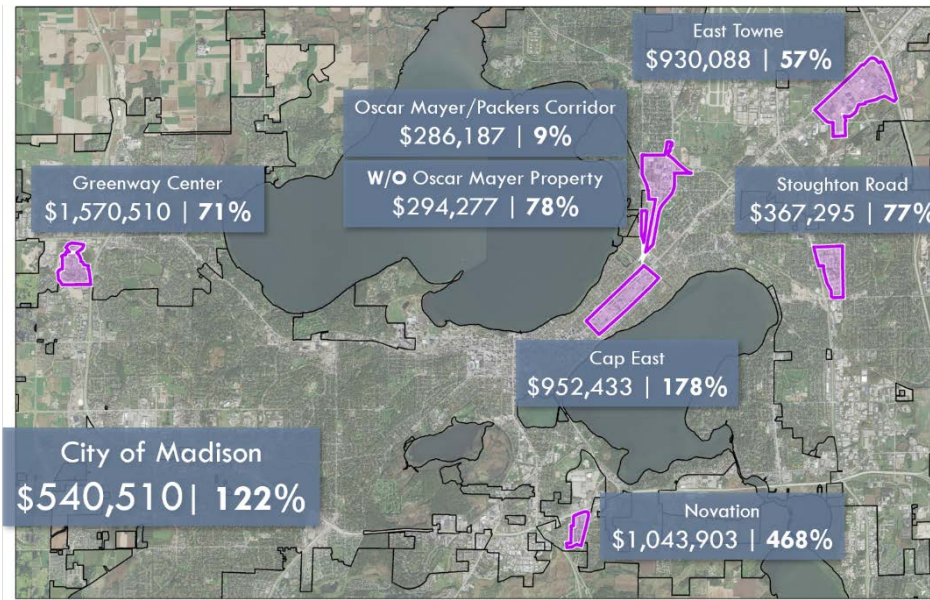 East Towne
$930,088 | 57%
Oscar Mayer/Packers Corridor
$286,187 | 9%
W/O Oscar Mayer Property
$294,277 | 78%
Greenway Center
$1,570,510 | 71%
Stoughton Road
$367,295 | 77%
Cap East
$952,433 | 178%
City of Madison
$540,510| 122%
Novation
$1,043,903 | 468%